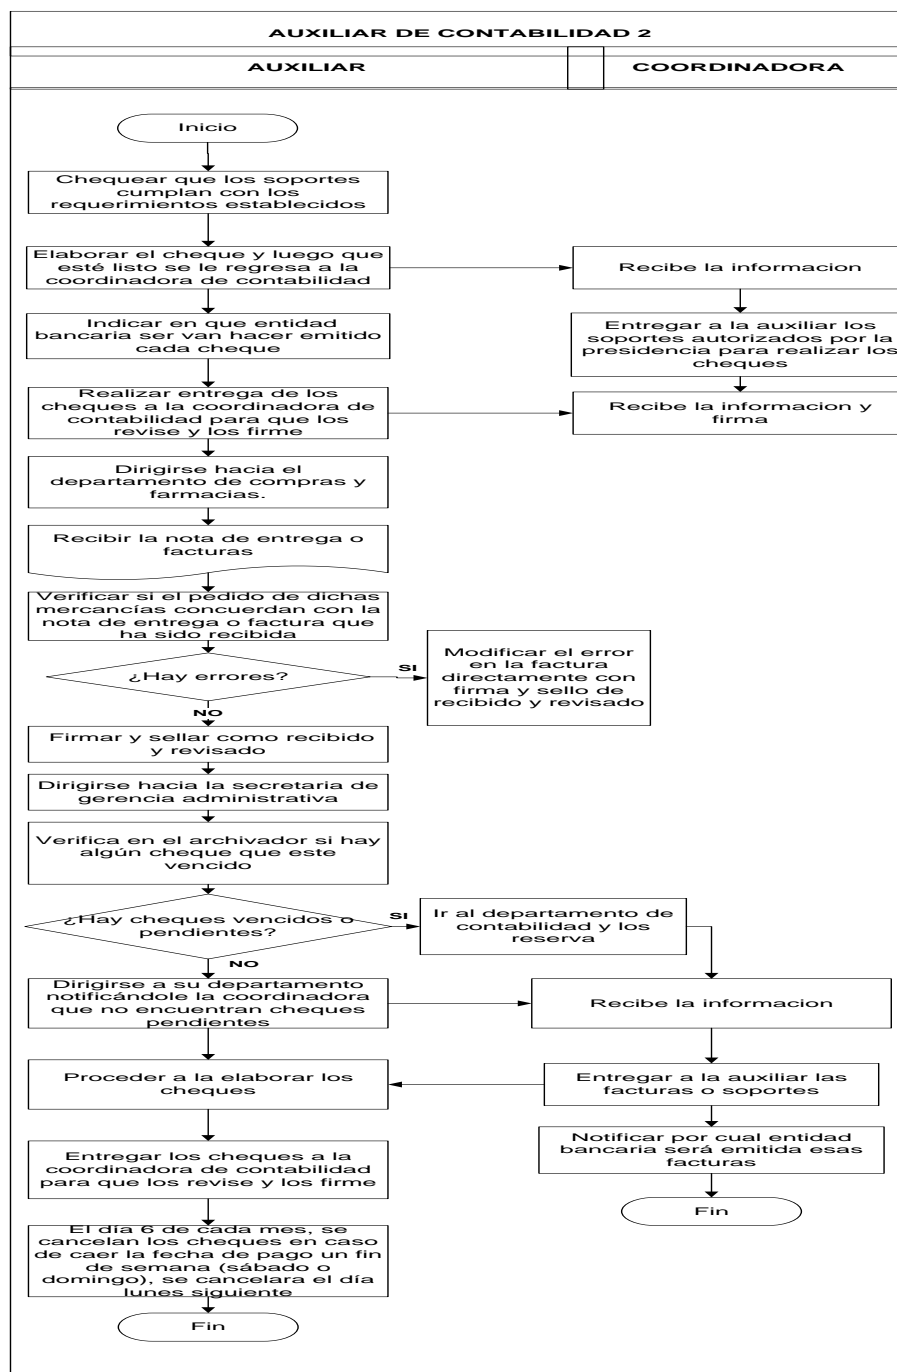 AUXILIAR DE CONTABILIDAD 2
AUXILIAR
COORDINADORA
Inicio
Chequear que los soportes
cumplan con los
requerimientos establecidos
Elaborar el cheque y luego que
esté listo se le regresa a la
coordinadora de contabilidad
Recibe la informacion
Indicar en que entidad
bancaria ser van hacer emitido
cada cheque
Entregar a la auxiliar los
soportes autorizados por la
presidencia para realizar los
cheques
Realizar entrega de los
cheques a la coordinadora de
contabilidad para que los
revise y los firme
Recibe la informacion y
firma
Dirigirse hacia el
departamento de compras y
farmacias.
Recibir la nota de entrega o
facturas
Verificar si el pedido de dichas
mercancías concuerdan con la
nota de entrega o factura que
ha sido recibida
¿Hay errores?
SI
Modificar el error
en la factura
directamente con
firma y sello de
recibido y revisado
NO
Firmar y sellar como recibido
y revisado
Dirigirse hacia la secretaria de
gerencia administrativa
Verifica en el archivador si hay
algún cheque que este
vencido
¿Hay cheques vencidos o
pendientes?
SI
Ir al departamento de
contabilidad y los
reserva
NO
Dirigirse a su departamento
notificándole la coordinadora
que no encuentran cheques
pendientes
Recibe la informacion
Proceder a la elaborar los
cheques
Entregar a la auxiliar las
facturas o soportes
Notificar por cual entidad
bancaria será emitida esas
facturas
Entregar los cheques a la
coordinadora de contabilidad
para que los revise y los firme
Fin
El día 6 de cada mes, se
cancelan los cheques en caso
de caer la fecha de pago un fin
de semana (sábado o
domingo), se cancelara el día
lunes siguiente
Fin